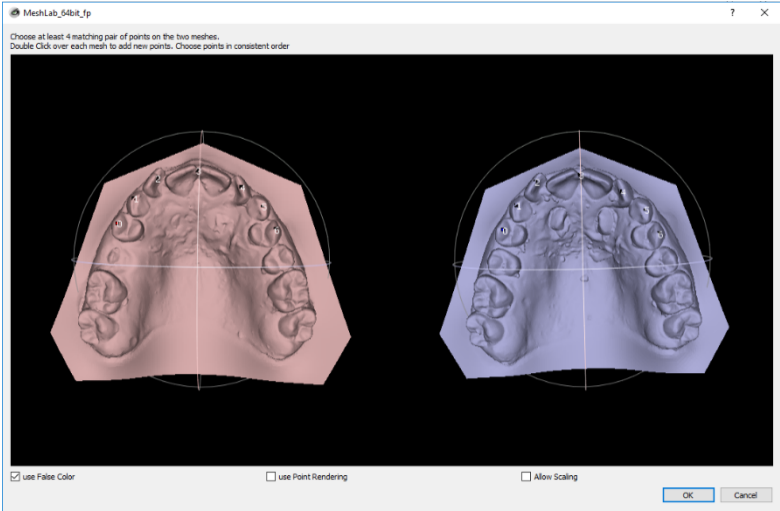 MeshLab_64bit_fp
Choose at least 4 matching pair of points on the two meshes.
Double Click over each mesh to add new points. Choose points in consistent order
use False Color
use Point Rendering
Allow Scaling
OK
Cancel